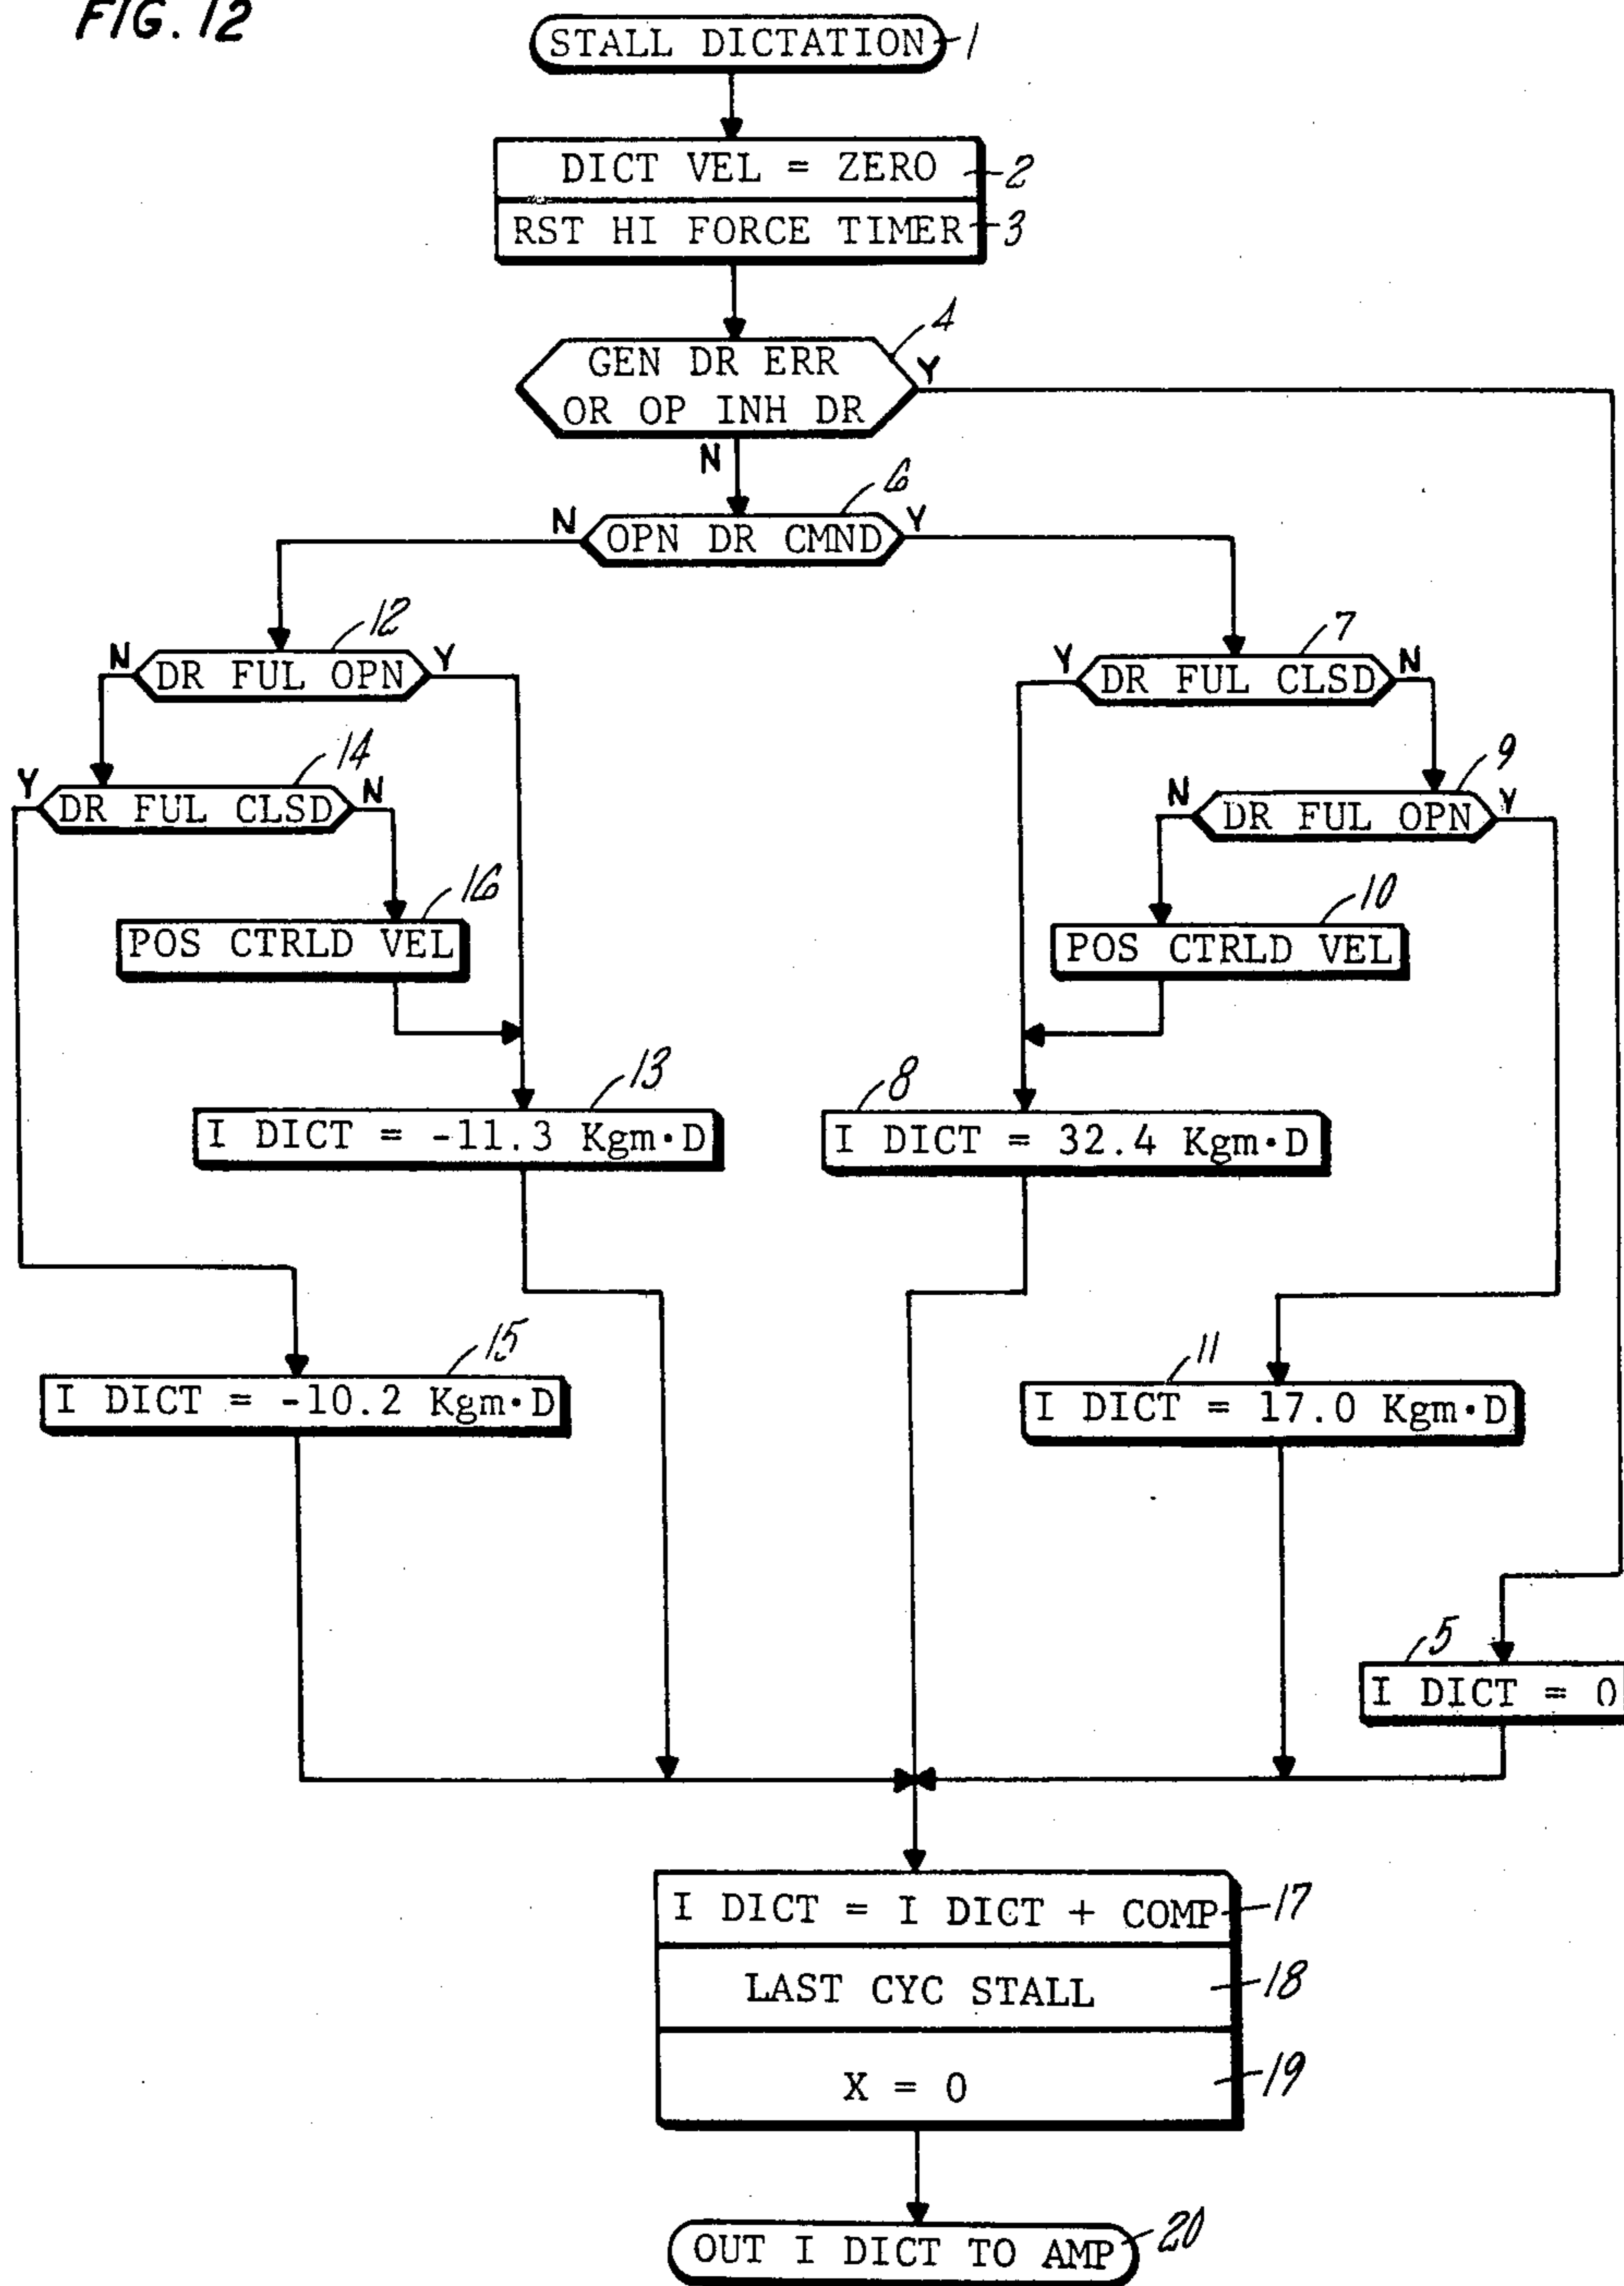 FIG. 12
STALL DICTATION 1
DICT VEL = ZERO 2
RST HI FORCE TIMER 3
4
GEN DR ERR
OR OP INH DR
Y
N
6
N
OPN DR CMND
Y
12
N
DR FUL OPN
Y
7
Y
DR FUL CLSD
N
14
Y
DR FUL CLSD
N
9
N
DR FUL OPN
Y
16
POS CTRLD VEL
10
POS CTRLD VEL
13
I DICT = -11.3 Kgm·D
8
I DICT = 32.4 Kgm·D
15
I DICT = -10.2 Kgm·D
11
I DICT = 17.0 Kgm·D
5
I DICT = 0
I DICT = I DICT + COMP 17
LAST CYC STALL 18
X = 0 19
OUT I DICT TO AMP 20